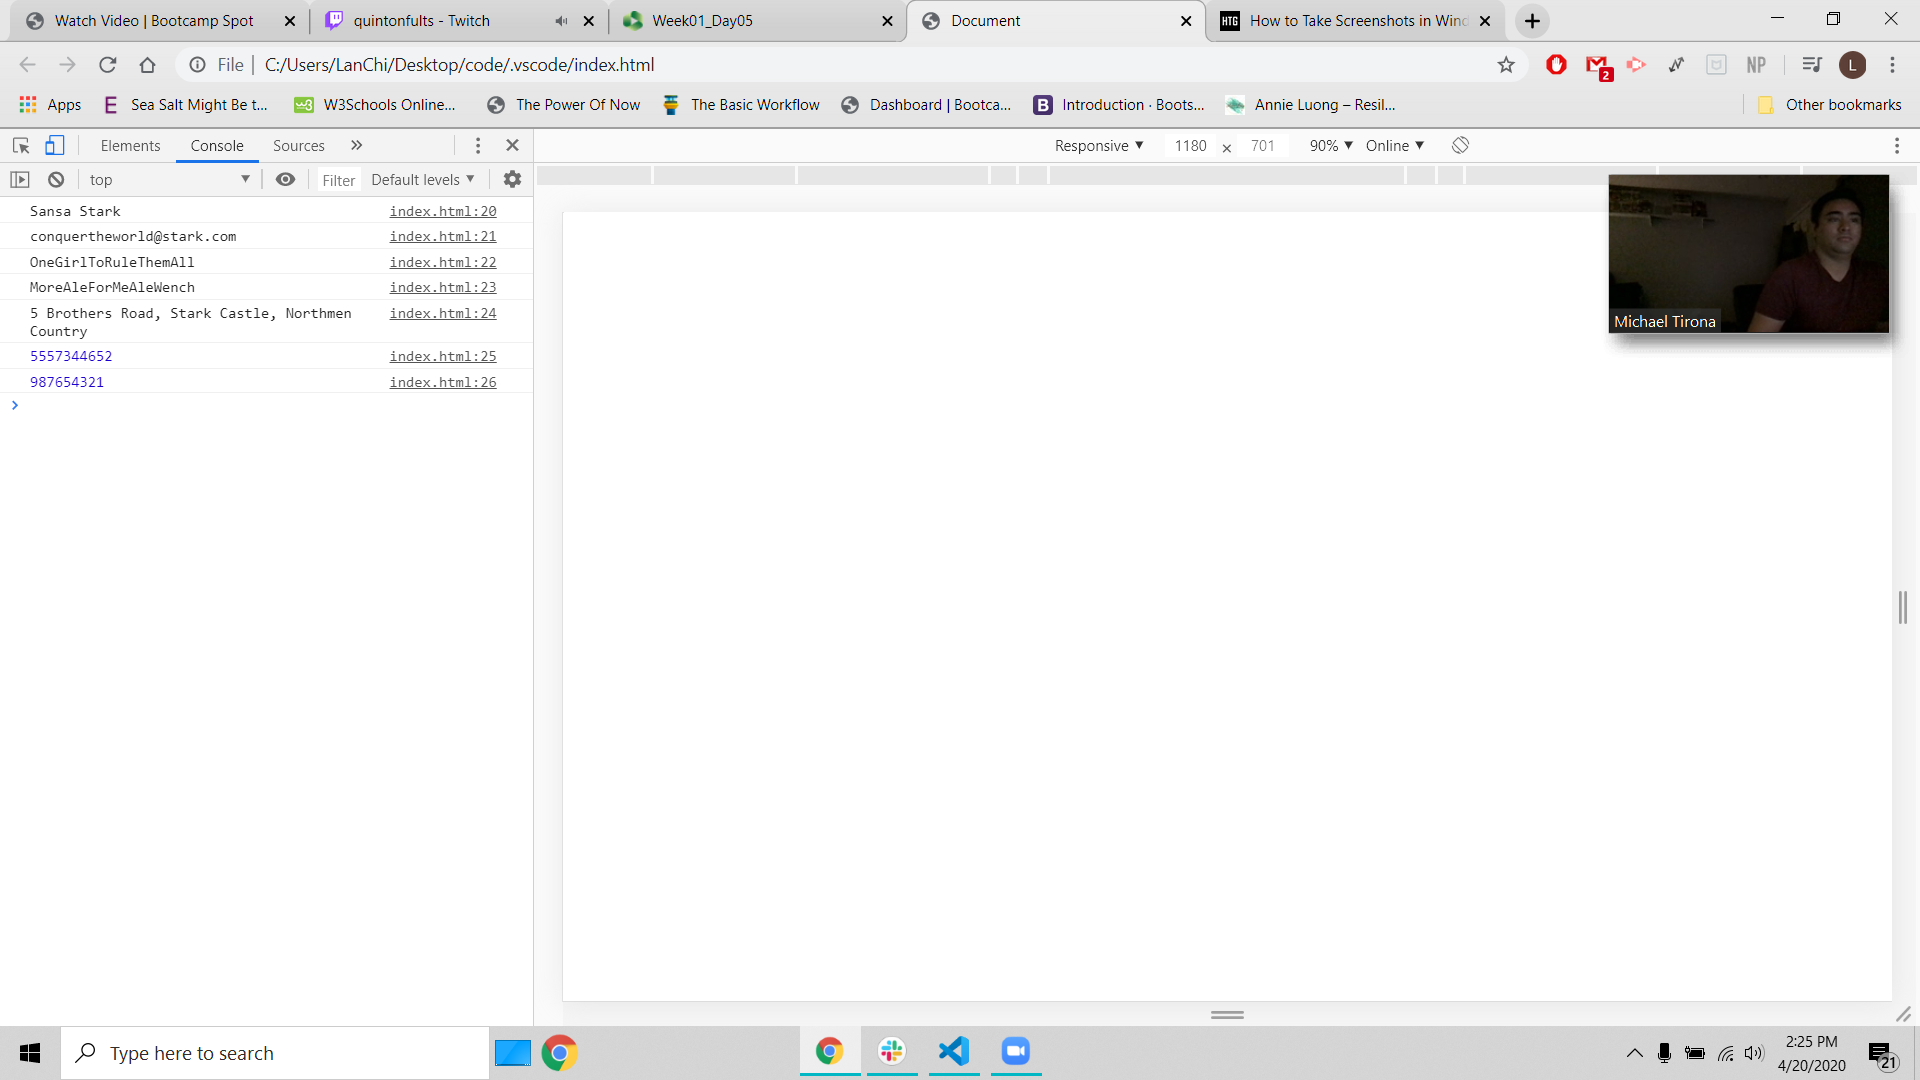 Watch Video | Bootcamp Spot
quintonfults - Twitch
Week01_Day05
Document
HTG
How to Take Screenshots in Wind
File
C:/Users/LanChi/Desktop/code/.vscode/index.html
2
NP
L
Apps
E
Sea Salt Might Be t...
w3
W3Schools Online...
The Power Of Now
The Basic Workflow
Dashboard | Bootca...
B
Introduction · Boots...
Annie Luong – Resil...
Other bookmarks
Elements
Console
Sources
Responsive
1180
×
701
90%
Online
top
Filter
Default levels
Sansa Stark
index.html:20
conquertheworld@stark.com
index.html:21
OneGirlToRuleThemAll
index.html:22
MoreAleForMeAleWench
index.html:23
5 Brothers Road, Stark Castle, Northmen
Country
index.html:24
5557344652
index.html:25
987654321
index.html:26
Michael Tirona
Type here to search
2:25 PM
4/20/2020
21